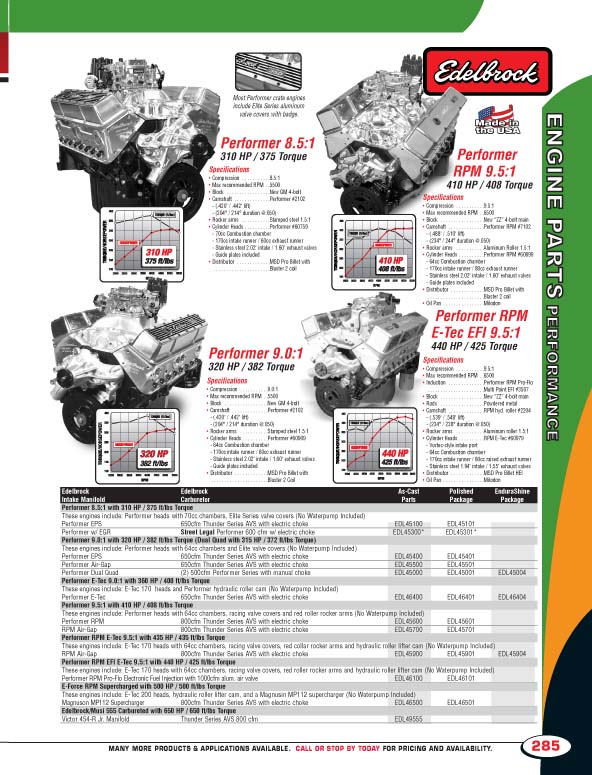 Most Performer crate engines
include Elite Series aluminum
valve covers with badge.
Edelbrock
Made in
the USA
ENGINE PARTS PERFORMANCE
Performer 8.5:1
310 HP / 375 Torque
Specifications
• Compression . . . . . . . . . .8.5:1
• Max recommended RPM . .5500
• Block . . . . . . . . . . . . . . . .New GM 4-bolt
• Camshaft . . . . . . . . . . . . .Performer #2102
– (.420" / .442" lift)
– (204° / 214° duration @.050)
• Rocker arms . . . . . . . . . . .Stamped steel 1.5:1
• Cylinder Heads . . . . . . . . .Performer #60759
– 70cc Combustion chamber
– 170cc intake runner / 60cc exhaust runner
– Stainless steel 2.02" intake / 1.60" exhaust valves
– Guide plates included
• Distributor . . . . . . . . . . . .MSD Pro Billet with
Blaster 2 coil
310 HP
375 ft/lbs
Performer
RPM 9.5:1
410 HP / 408 Torque
Specifications
• Compression . . . . . . . . . .9.5:1
• Max recommended RPM . .6500
• Block . . . . . . . . . . . . . . . .New "ZZ" 4-bolt main
• Camshaft . . . . . . . . . . . . .Performer RPM #7102
– (.488" / .510" lift)
– (234° / 244° duration @.050)
• Rocker arms . . . . . . . . . . .Aluminum Roller 1.5:1
• Cylinder Heads . . . . . . . . .Performer RPM #60899
– 64cc Combustion chamber
– 170cc intake runner / 60cc exhaust runner
– Stainless steel 2.02" intake / 1.60" exhaust valves
– Guide plates included
• Distributor . . . . . . . . . . . .MSD Pro Billet with
Blaster 2 coil
• Oil Pan . . . . . . . . . . . . . . .Milodon
410 HP
408 ft/lbs
Performer 9.0:1
320 HP / 382 Torque
Specifications
• Compression . . . . . . . . . .9.0:1
• Max recommended RPM . .5500
• Block . . . . . . . . . . . . . . . .New GM 4-bolt
• Camshaft . . . . . . . . . . . . .Performer #2102
– (.420" / .442" lift)
– (204° / 214° duration @.050)
• Rocker arms . . . . . . . . . . .Stamped steel 1.5:1
• Cylinder Heads . . . . . . . . .Performer #60909
– 64cc Combustion chamber
– 170cc intake runner / 60cc exhaust runner
– Stainless steel 2.02" intake / 1.60" exhaust valves
– Guide plates included
• Distributor . . . . . . . . . . . .MSD Pro Billet with
. . . . . . . . . . . . . . . . . . . . .Blaster 2 Coil
320 HP
382 ft/lbs
Performer RPM
E-Tec EFI 9.5:1
440 HP / 425 Torque
Specifications
• Compression . . . . . . . . . .9.5:1
• Max recommended RPM . .6500
• Induction . . . . . . . . . . . . .Performer RPM Pro-Flo
Multi Point EFI #3507
• Block . . . . . . . . . . . . . . . .New "ZZ" 4-bolt main
• Rods . . . . . . . . . . . . . . . .Powdered metal
• Camshaft . . . . . . . . . . . . .RPM hyd. roller #2204
– (.539" / .548" lift)
– (234° / 238° duration @.050)
• Rocker arms . . . . . . . . . . .Aluminum roller 1.5:1
• Cylinder Heads . . . . . . . . .RPM E-Tec #60979
– Vortec-style intake port
– 64cc Combustion chamber
– 170cc intake runner / 60cc raised exhaust runner
– Stainless steel 1.94" intake / 1.55" exhaust valves
• Distributor . . . . . . . . . . . .MSD Pro Billet HEI
• Oil Pan . . . . . . . . . . . . . . .Milodon
440 HP
425 ft/lbs
Edelbrock Edelbrock As-Cast Polished EnduraShine
Intake Manifold Carburetor Parts Package Package
Performer 8.5:1 with 310 HP / 375 ft/lbs Torque
These engines include: Performer heads with 70cc chambers, Elite Series valve covers (No Waterpump Included)
Performer EPS 650cfm Thunder Series AVS with electric choke EDL45100 EDL45101
Performer w/ EGR Street Legal Performer 600 cfm w/ electric choke EDL45300* EDL45301*
Performer 9.0:1 with 320 HP / 382 ft/lbs Torque (Dual Quad with 315 HP / 372 ft/lbs Torque)
These engines include: Performer heads with 64cc chambers and Elite valve covers (No Waterpump Included)
Performer EPS 650cfm Thunder Series AVS with electric choke EDL45400 EDL45401
Performer Air-Gap 650cfm Thunder Series AVS with electric choke EDL45500 EDL45501
Performer Dual Quad (2) 500cfm Performer Series with manual choke EDL45000 EDL45001 EDL45004
Performer E-Tec 9.0:1 with 360 HP / 400 ft/lbs Torque
These engines include: E-Tec 170 heads and Performer hydraulic roller cam (No Waterpump Included)
Performer E-Tec 650cfm Thunder Series AVS with electric choke EDL46400 EDL46401 EDL46404
Performer 9.5:1 with 410 HP / 408 ft/lbs Torque
These engines include: Performer heads with 64cc chambers, racing valve covers and red roller rocker arms (No Waterpump Included)
Performer RPM 800cfm Thunder Series AVS with electric choke EDL45600 EDL45601
RPM Air-Gap 800cfm Thunder Series AVS with electric choke EDL45700 EDL45701
Performer RPM E-Tec 9.5:1 with 435 HP / 435 ft/lbs Torque
These engines include: E-Tec 170 heads with 64cc chambers, racing valve covers, red collar rocker arms and hydraulic roller lifter cam (No Waterpump Included)
RPM Air-Gap 800cfm Thunder Series AVS with electric choke EDL45900 EDL45901 EDL45904
Performer RPM EFI E-Tec 9.5:1 with 440 HP / 425 ft/lbs Torque
These engines include: E-Tec 170 heads with 64cc chambers, racing valve covers, red roller rocker arms and hydraulic roller lifter cam (No Waterpump Included)
Performer RPM Pro-Flo Electronic Fuel Injection with 1000cfm alum. air valve EDL46100 EDL46101
E-Force RPM Supercharged with 500 HP / 500 ft/lbs Torque
These engines include: E-Tec 200 heads, hydraulic roller lifter cam, and a Magnusin MP112 supercharger (No Waterpump Included)
Magnuson MP112 Supercharger 800cfm Thunder Series AVS with electric choke EDL46500 EDL46501
Edelbrock/Musi 555 Carbureted with 650 HP / 650 ft/lbs Torque
Victor 454-R Jr. Manifold Thunder Series AVS 800 cfm EDL49555
MANY MORE PRODUCTS & APPLICATIONS AVAILABLE. CALL OR STOP BY TODAY FOR PRICING AND AVAILABILITY.
285